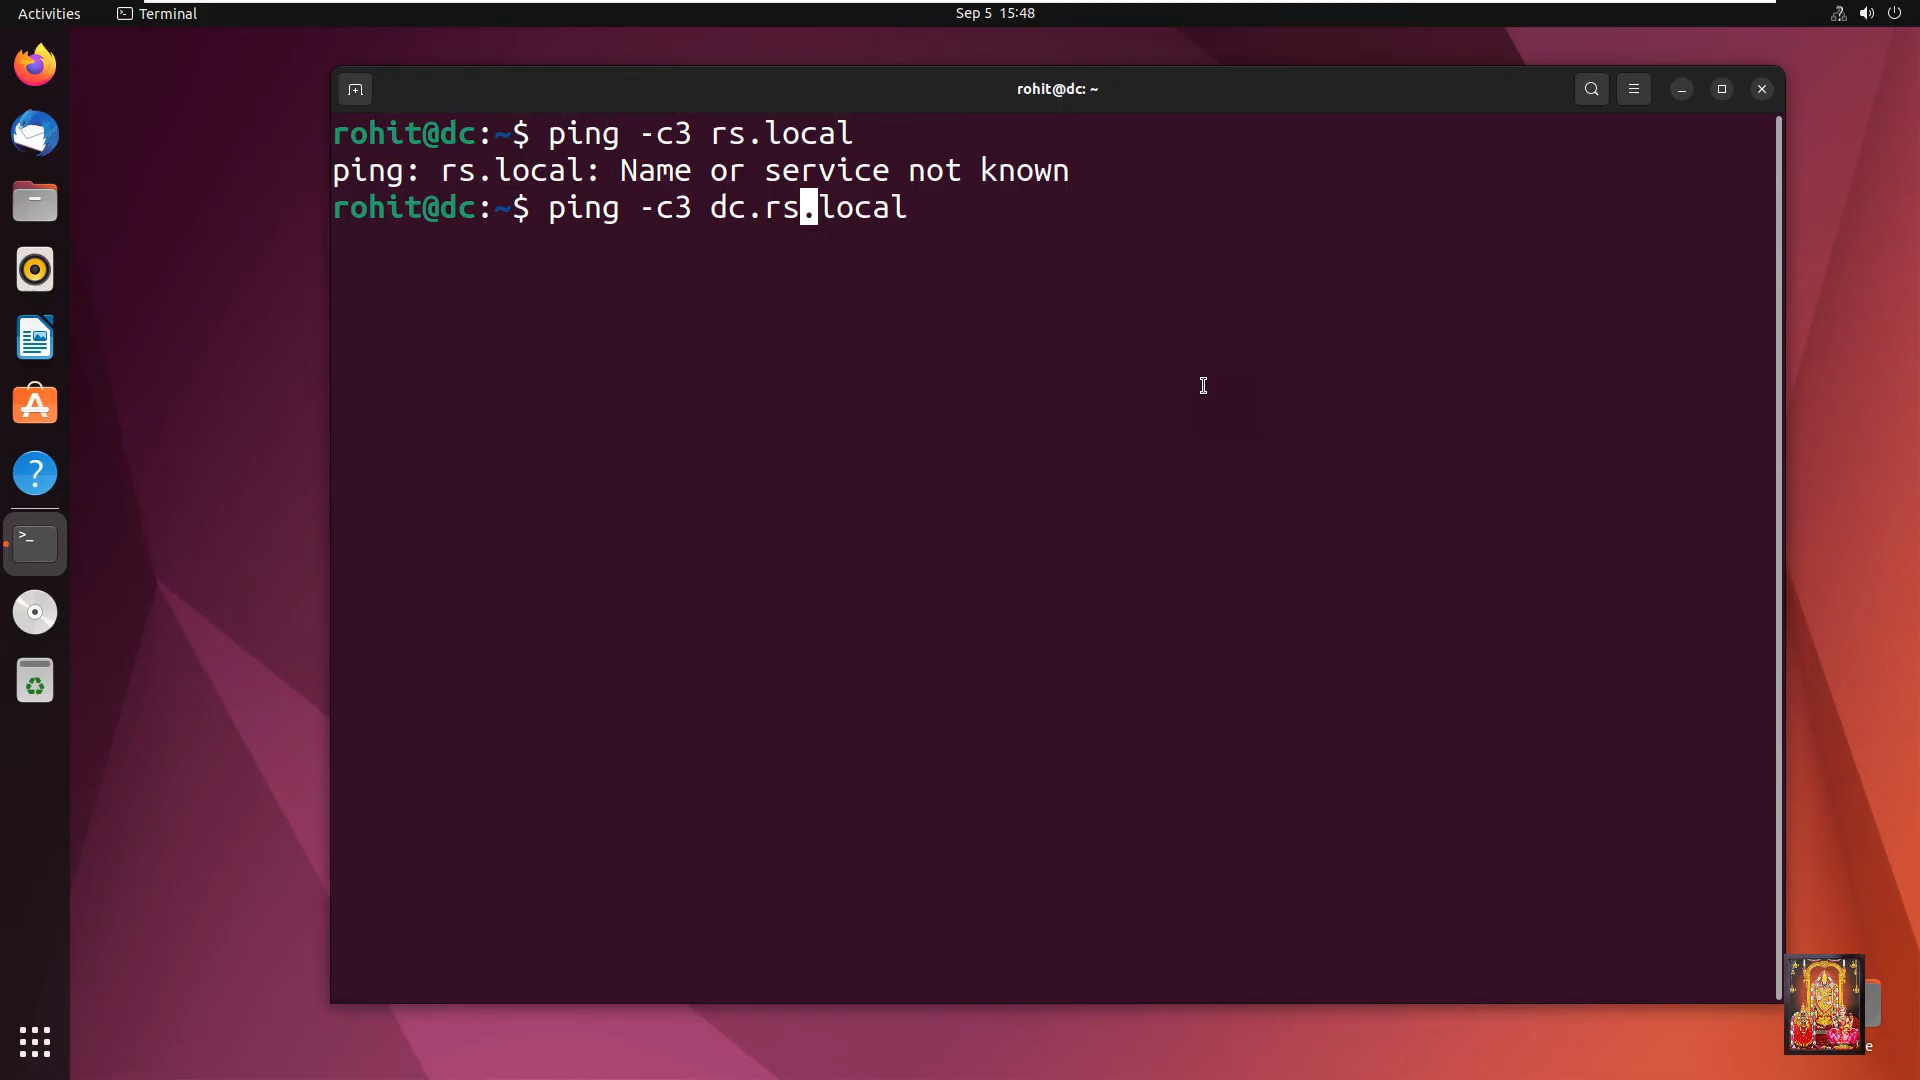 Activities
Terminal
Sep 5 15:48
rohit@dc: ~
rohit@dc:~$ ping -c3 rs.local
ping: rs.local: Name or service not known
rohit@dc:~$ ping -c3 dc.rs.local
e